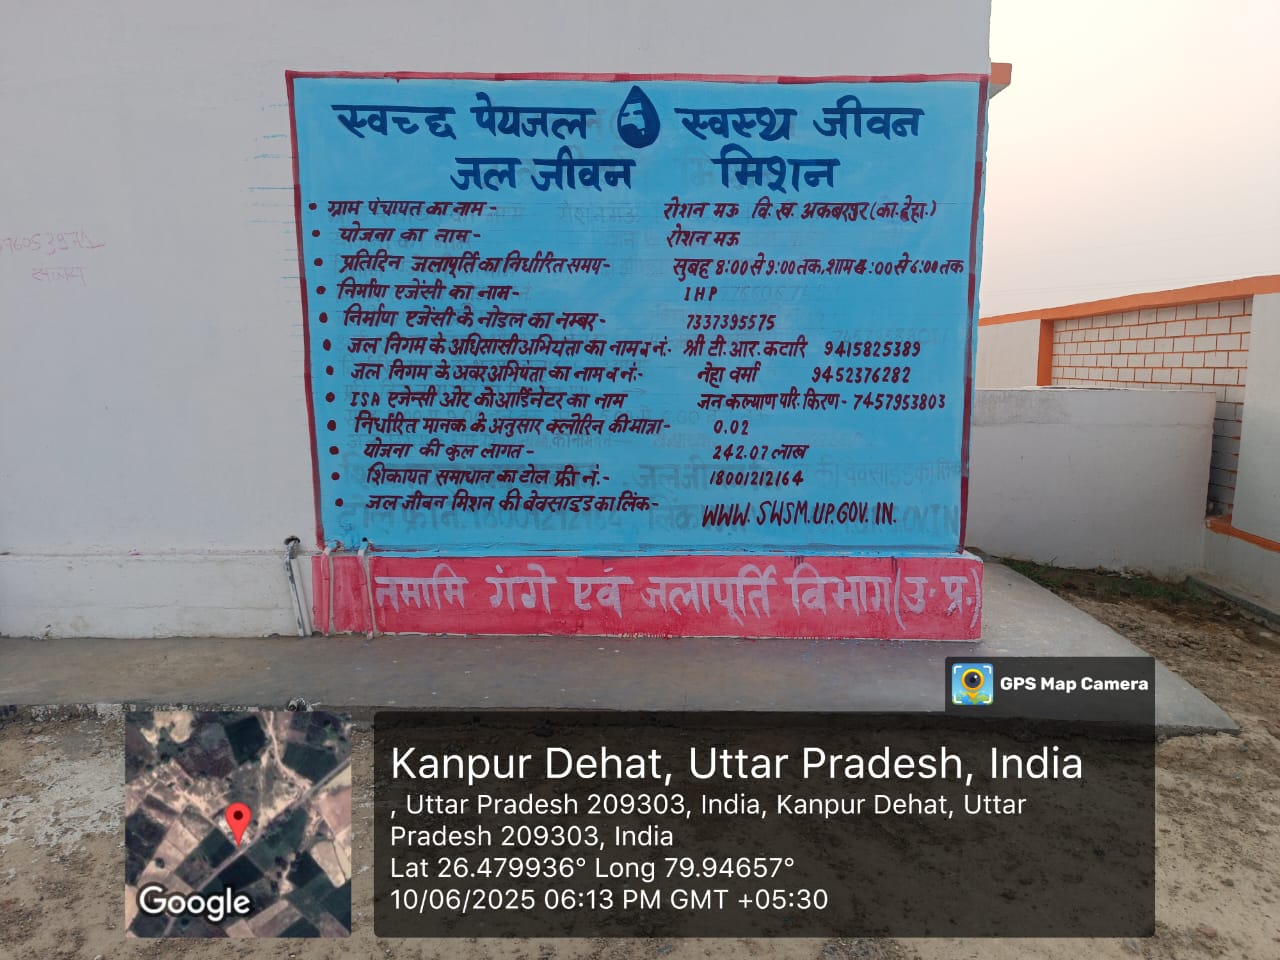 स्वच्छ पेयजल स्वस्थ जीवन
जल जीवन मिशन
• ग्राम पंचायत का नाम - रोशन मऊ वि.ख. अकबरपुर (का.देहा.)
• योजना का नाम - रोशन मऊ
• प्रतिदिन जलापूर्ति का निर्धारित समय- सुबह 8:00 से 9:00 तक, शाम :00 से 6:00 तक
• निर्माण एजेंसी का नाम - IHP
• निर्माण एजेंसी के नोडल का नम्बर- 7337395575
• जल निगम के अधिसाखी अभियंता का नाम व नं:- श्री टी.आर.कटारि 9415825389
• जल निगम के अवर अभियंता का नाम व नं:- नेहा वर्मा 9452376282
• ISA एजेन्सी ओर कोआर्डिनेटर का नाम जन कल्याण परि. किरण - 7457953803
• निर्धारित मानक के अनुसार क्लोरिन की मात्रा- 0.02
• योजना की कुल लागत- 242.07 लाख
• शिकायत समाधान का टोल फ्री नं.- 18001212164
• जल जीवन मिशन की वेवसाइड का लिंक- WWW.SWSM.UP.GOV.IN.
नमामि गंगे एवं जलापूर्ति विभाग (उ.प्र.)
GPS Map Camera
Kanpur Dehat, Uttar Pradesh, India
, Uttar Pradesh 209303, India, Kanpur Dehat, Uttar
Pradesh 209303, India
Lat 26.479936° Long 79.94657°
10/06/2025 06:13 PM GMT +05:30
Google